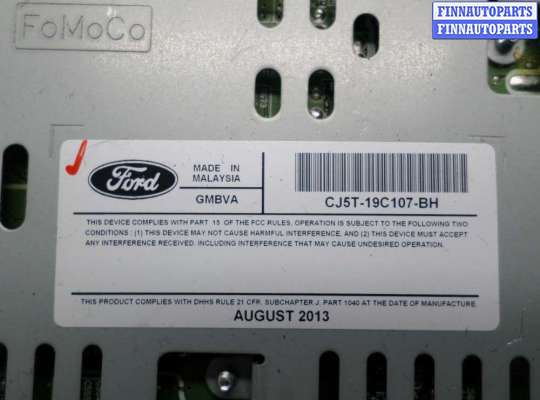 FINNAUTOPARTS
FINNAUTOPARTS
FoMoCo
Ford
MADE IN
MALAYSIA
GMBVA
CJ5T-19C107-BH
THIS DEVICE COMPLIES WITH PART 15 OF THE FCC RULES, OPERATION IS SUBJECT TO THE FOLLOWING TWO
CONDITIONS : (1) THIS DEVICE MAY NOT CAUSE HARMFUL INTERFERENCE, AND (2) THIS DEVICE MUST ACCEPT
ANY INTERFERENCE RECEIVED, INCLUDING INTERFERENCE THAT MAY CAUSE UNDESIRED OPERATION.
THIS PRODUCT COMPLIES WITH DHHS RULE 21 CFR, SUBCHAPTER J, PART 1040 AT THE DATE OF MANUFACTURE.
AUGUST 2013